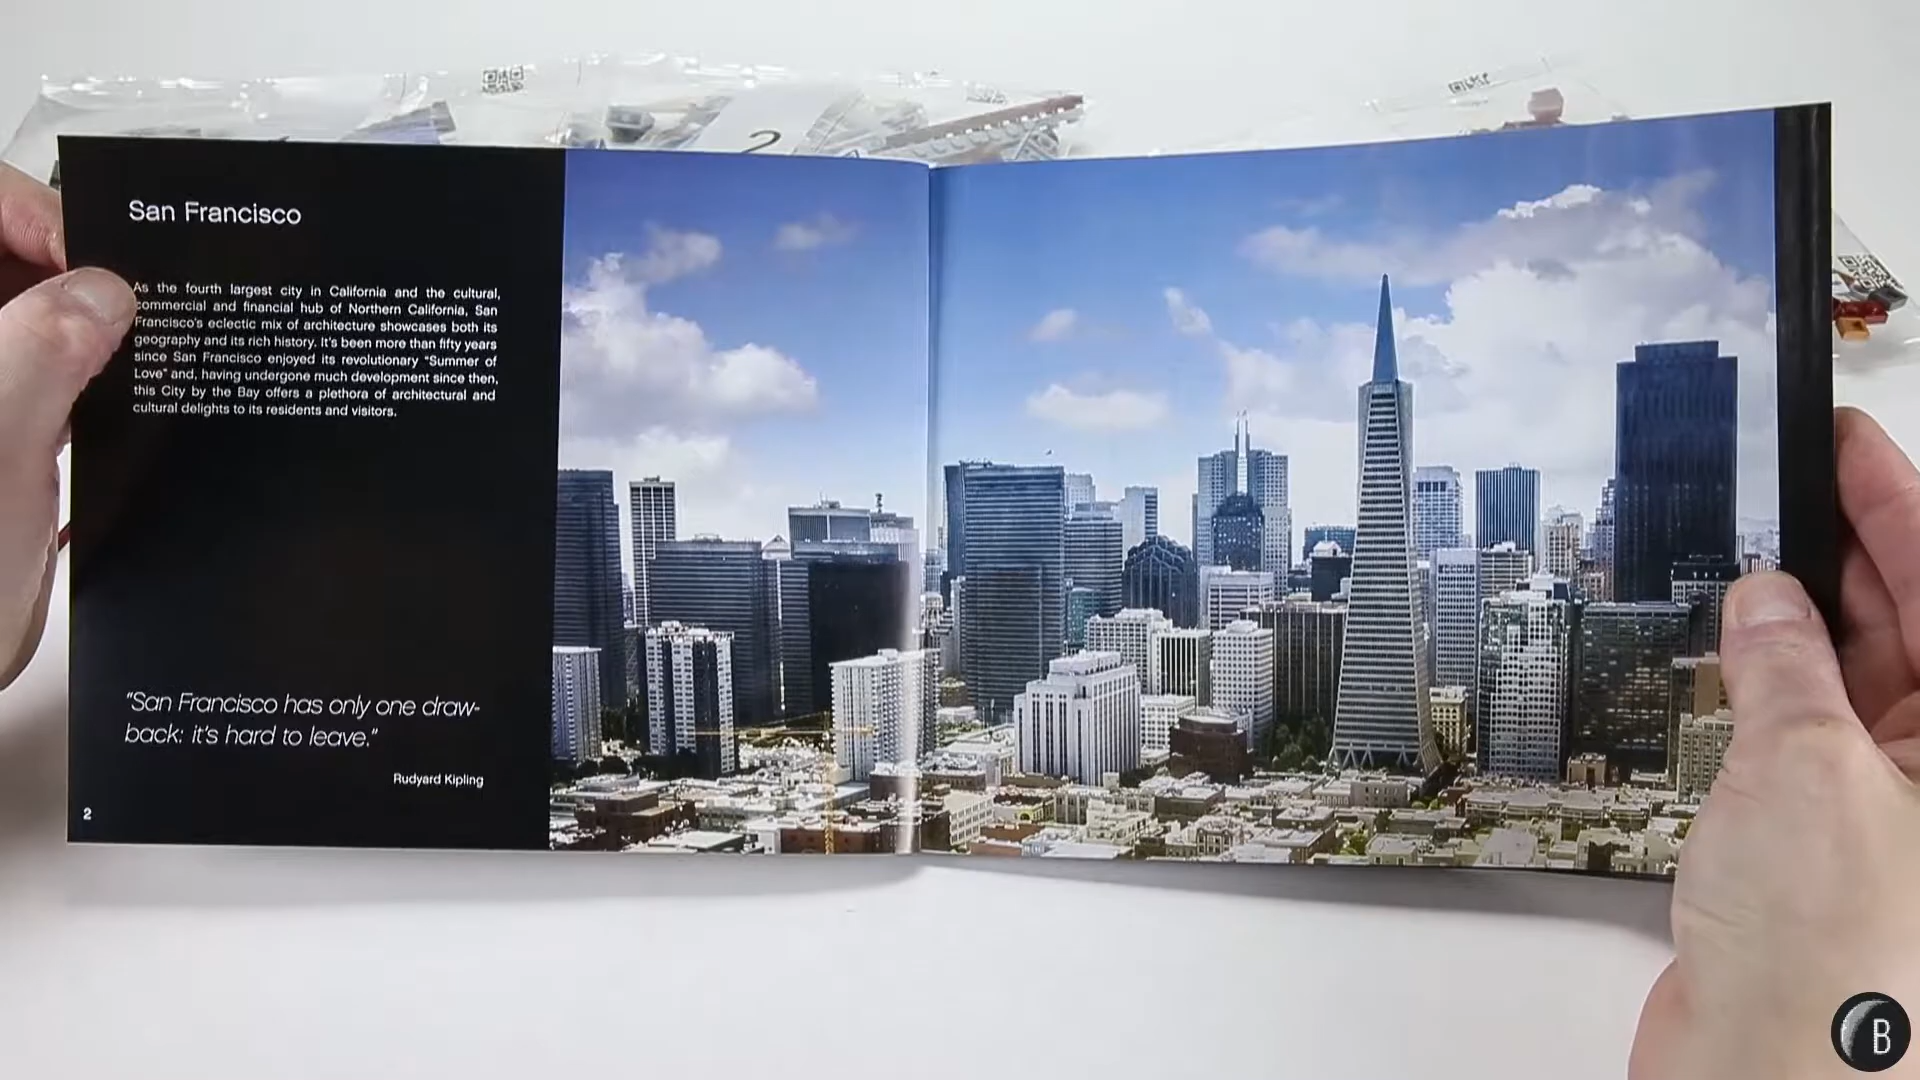 2
San Francisco
As the fourth largest city in California and the cultural,
commercial and financial hub of Northern California, San
Francisco's eclectic mix of architecture showcases both its
geography and its rich history. It's been more than fifty years
since San Francisco enjoyed its revolutionary "Summer of
Love" and, having undergone much development since then,
this City by the Bay offers a plethora of architectural and
cultural delights to its residents and visitors.
"San Francisco has only one draw-
back: it's hard to leave."
Rudyard Kipling
2
B